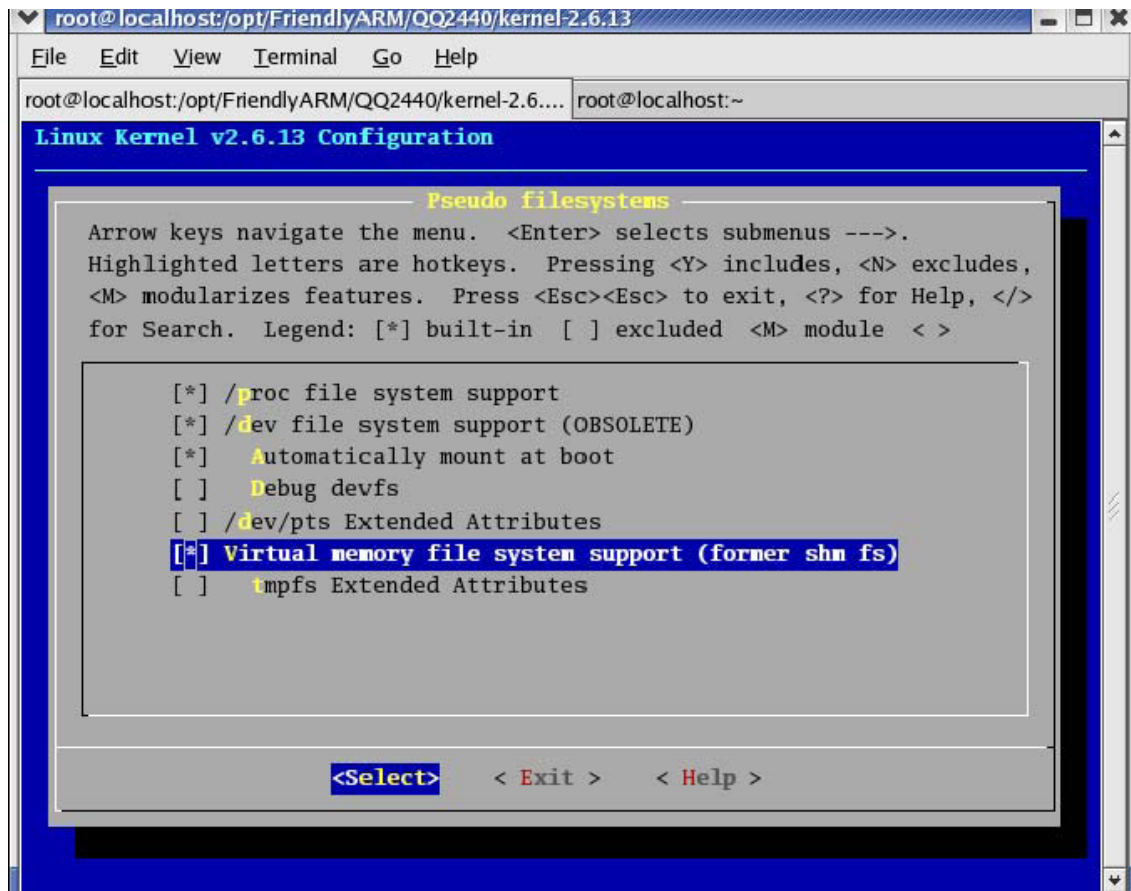 root@localhost:/opt/FriendlyARM/QQ2440/kernel-2.6.13
File Edit View Terminal Go Help
root@localhost:/opt/FriendlyARM/QQ2440/kernel-2.6.... root@localhost:~
Linux Kernel v2.6.13 Configuration
Pseudo filesystems
Arrow keys navigate the menu. <Enter> selects submenus --->.
Highlighted letters are hotkeys. Pressing <Y> includes, <N> excludes,
<M> modularizes features. Press <Esc><Esc> to exit, <?> for Help, </>
for Search. Legend: [*] built-in [ ] excluded <M> module < >
[*] /proc file system support
[*] /dev file system support (OBSOLETE)
[*] Automatically mount at boot
[ ] Debug devfs
[ ] /dev/pts Extended Attributes
[*] Virtual memory file system support (former shm fs)
[ ] tmpfs Extended Attributes
<Select> < Exit > < Help >